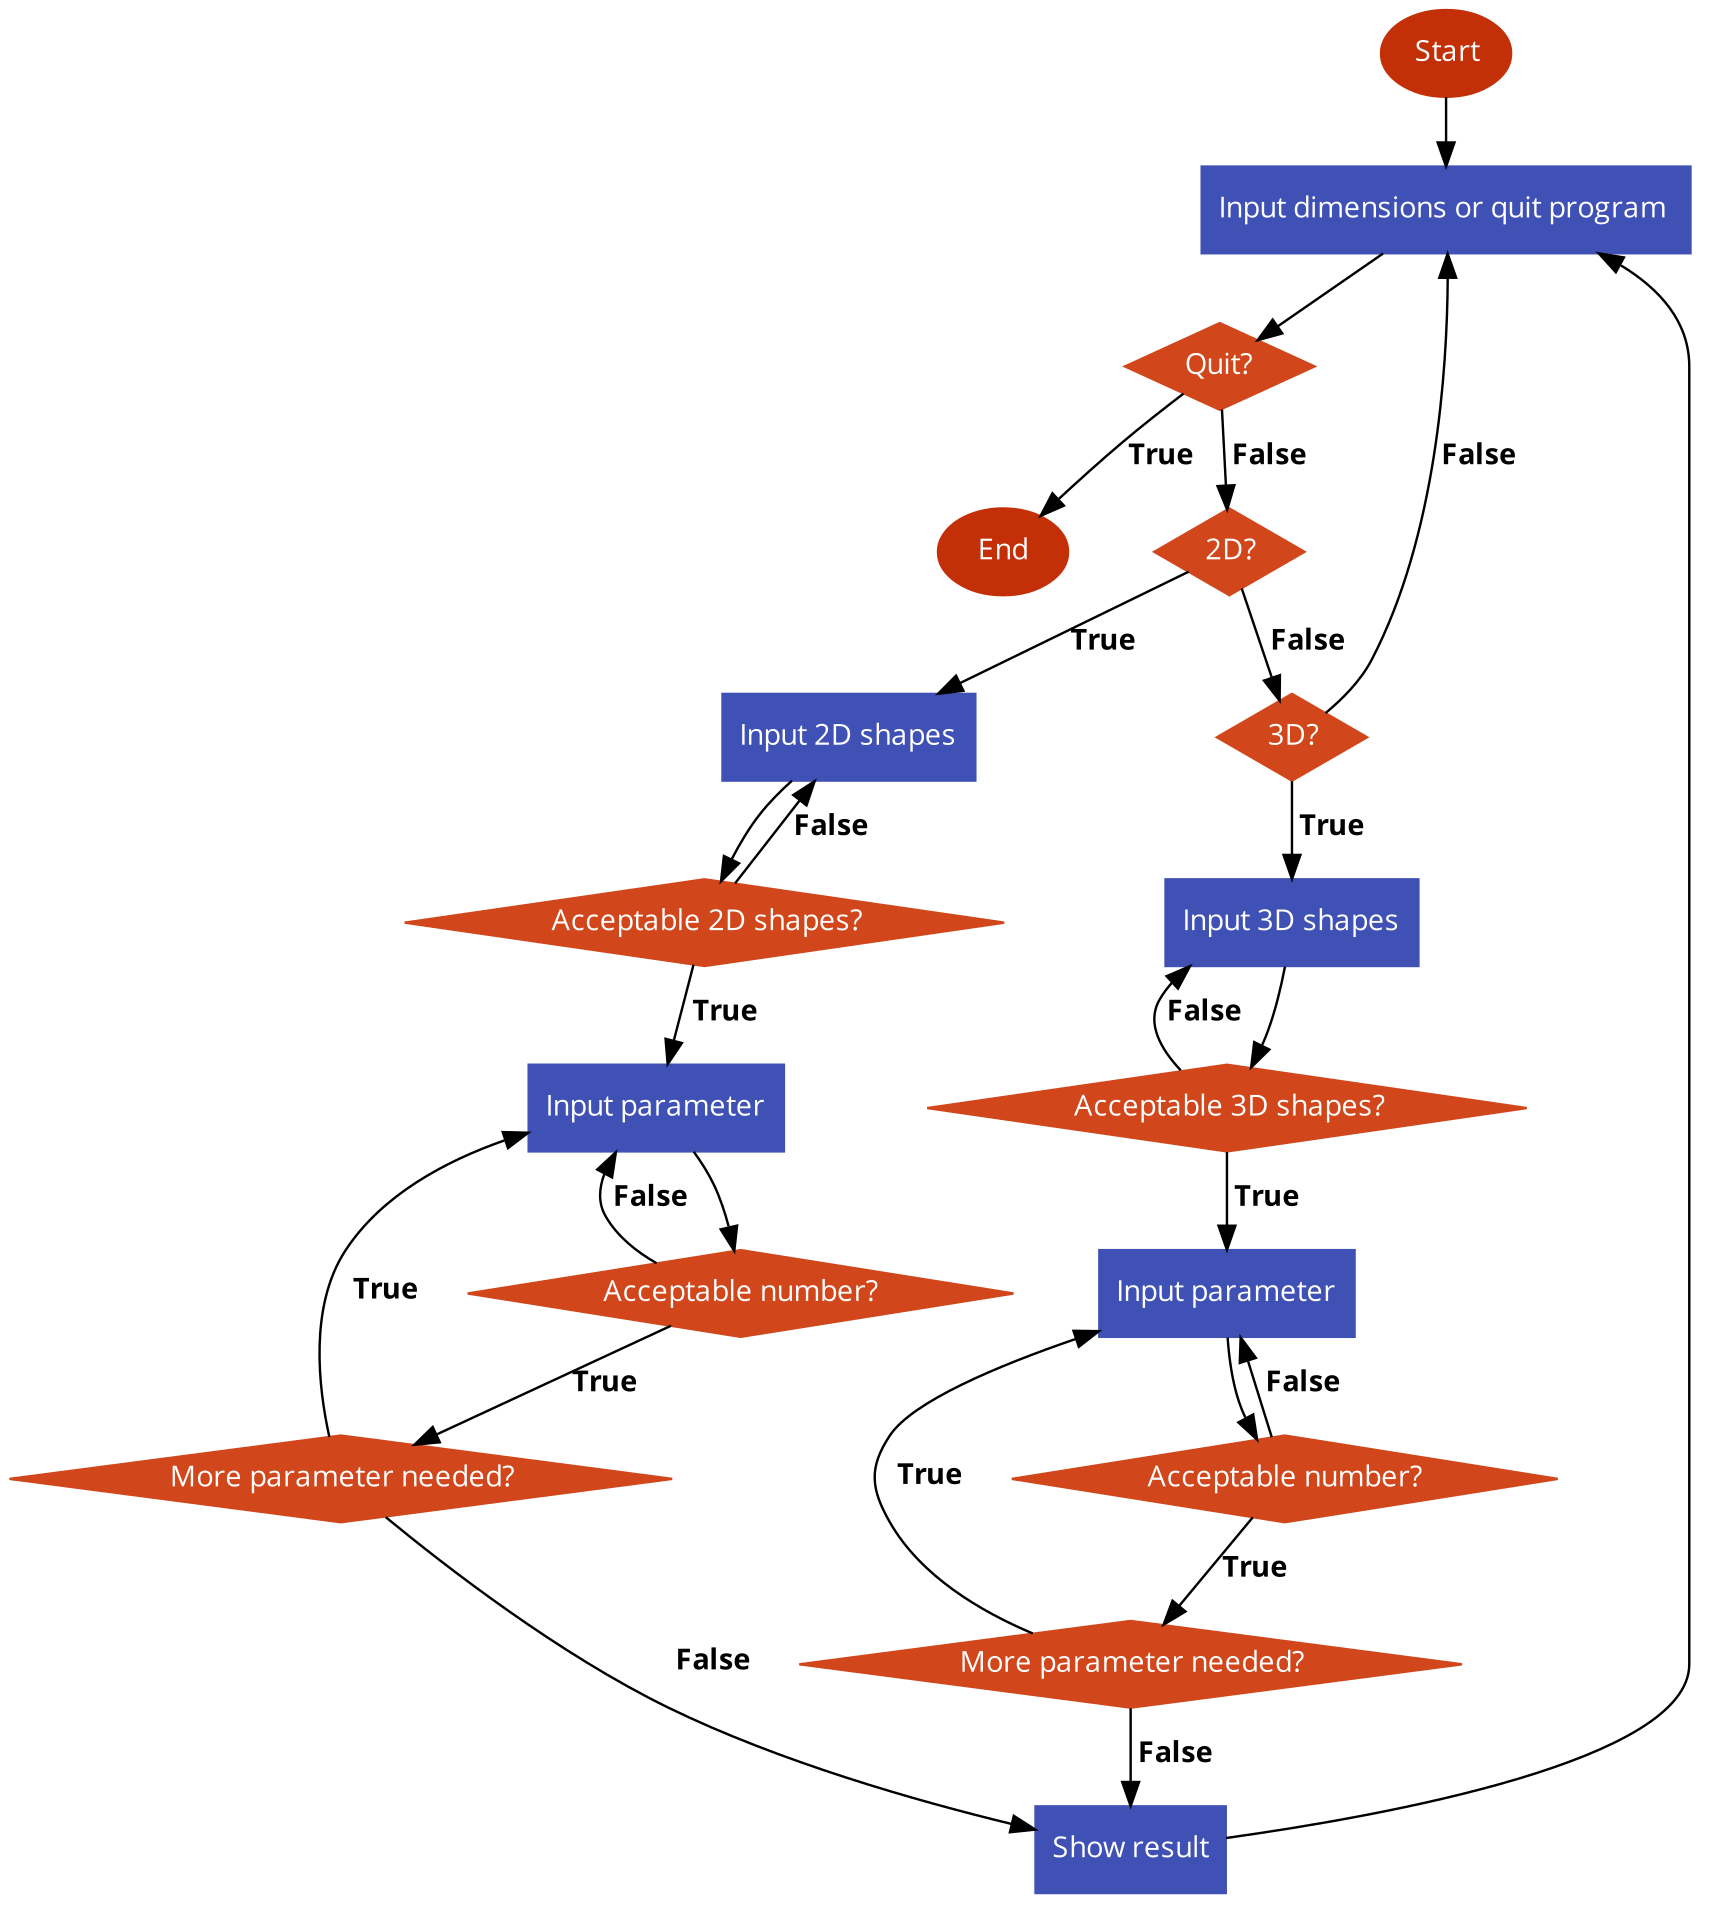 Start
Input dimensions or quit program
Quit?
True
False
False
End
2D?
True
False
Input 2D shapes
3D?
False
True
Acceptable 2D shapes?
Input 3D shapes
True
False
Input parameter
Acceptable 3D shapes?
False
True
True
Acceptable number?
Input parameter
True
False
More parameter needed?
True
Acceptable number?
True
False
More parameter needed?
False
Show result